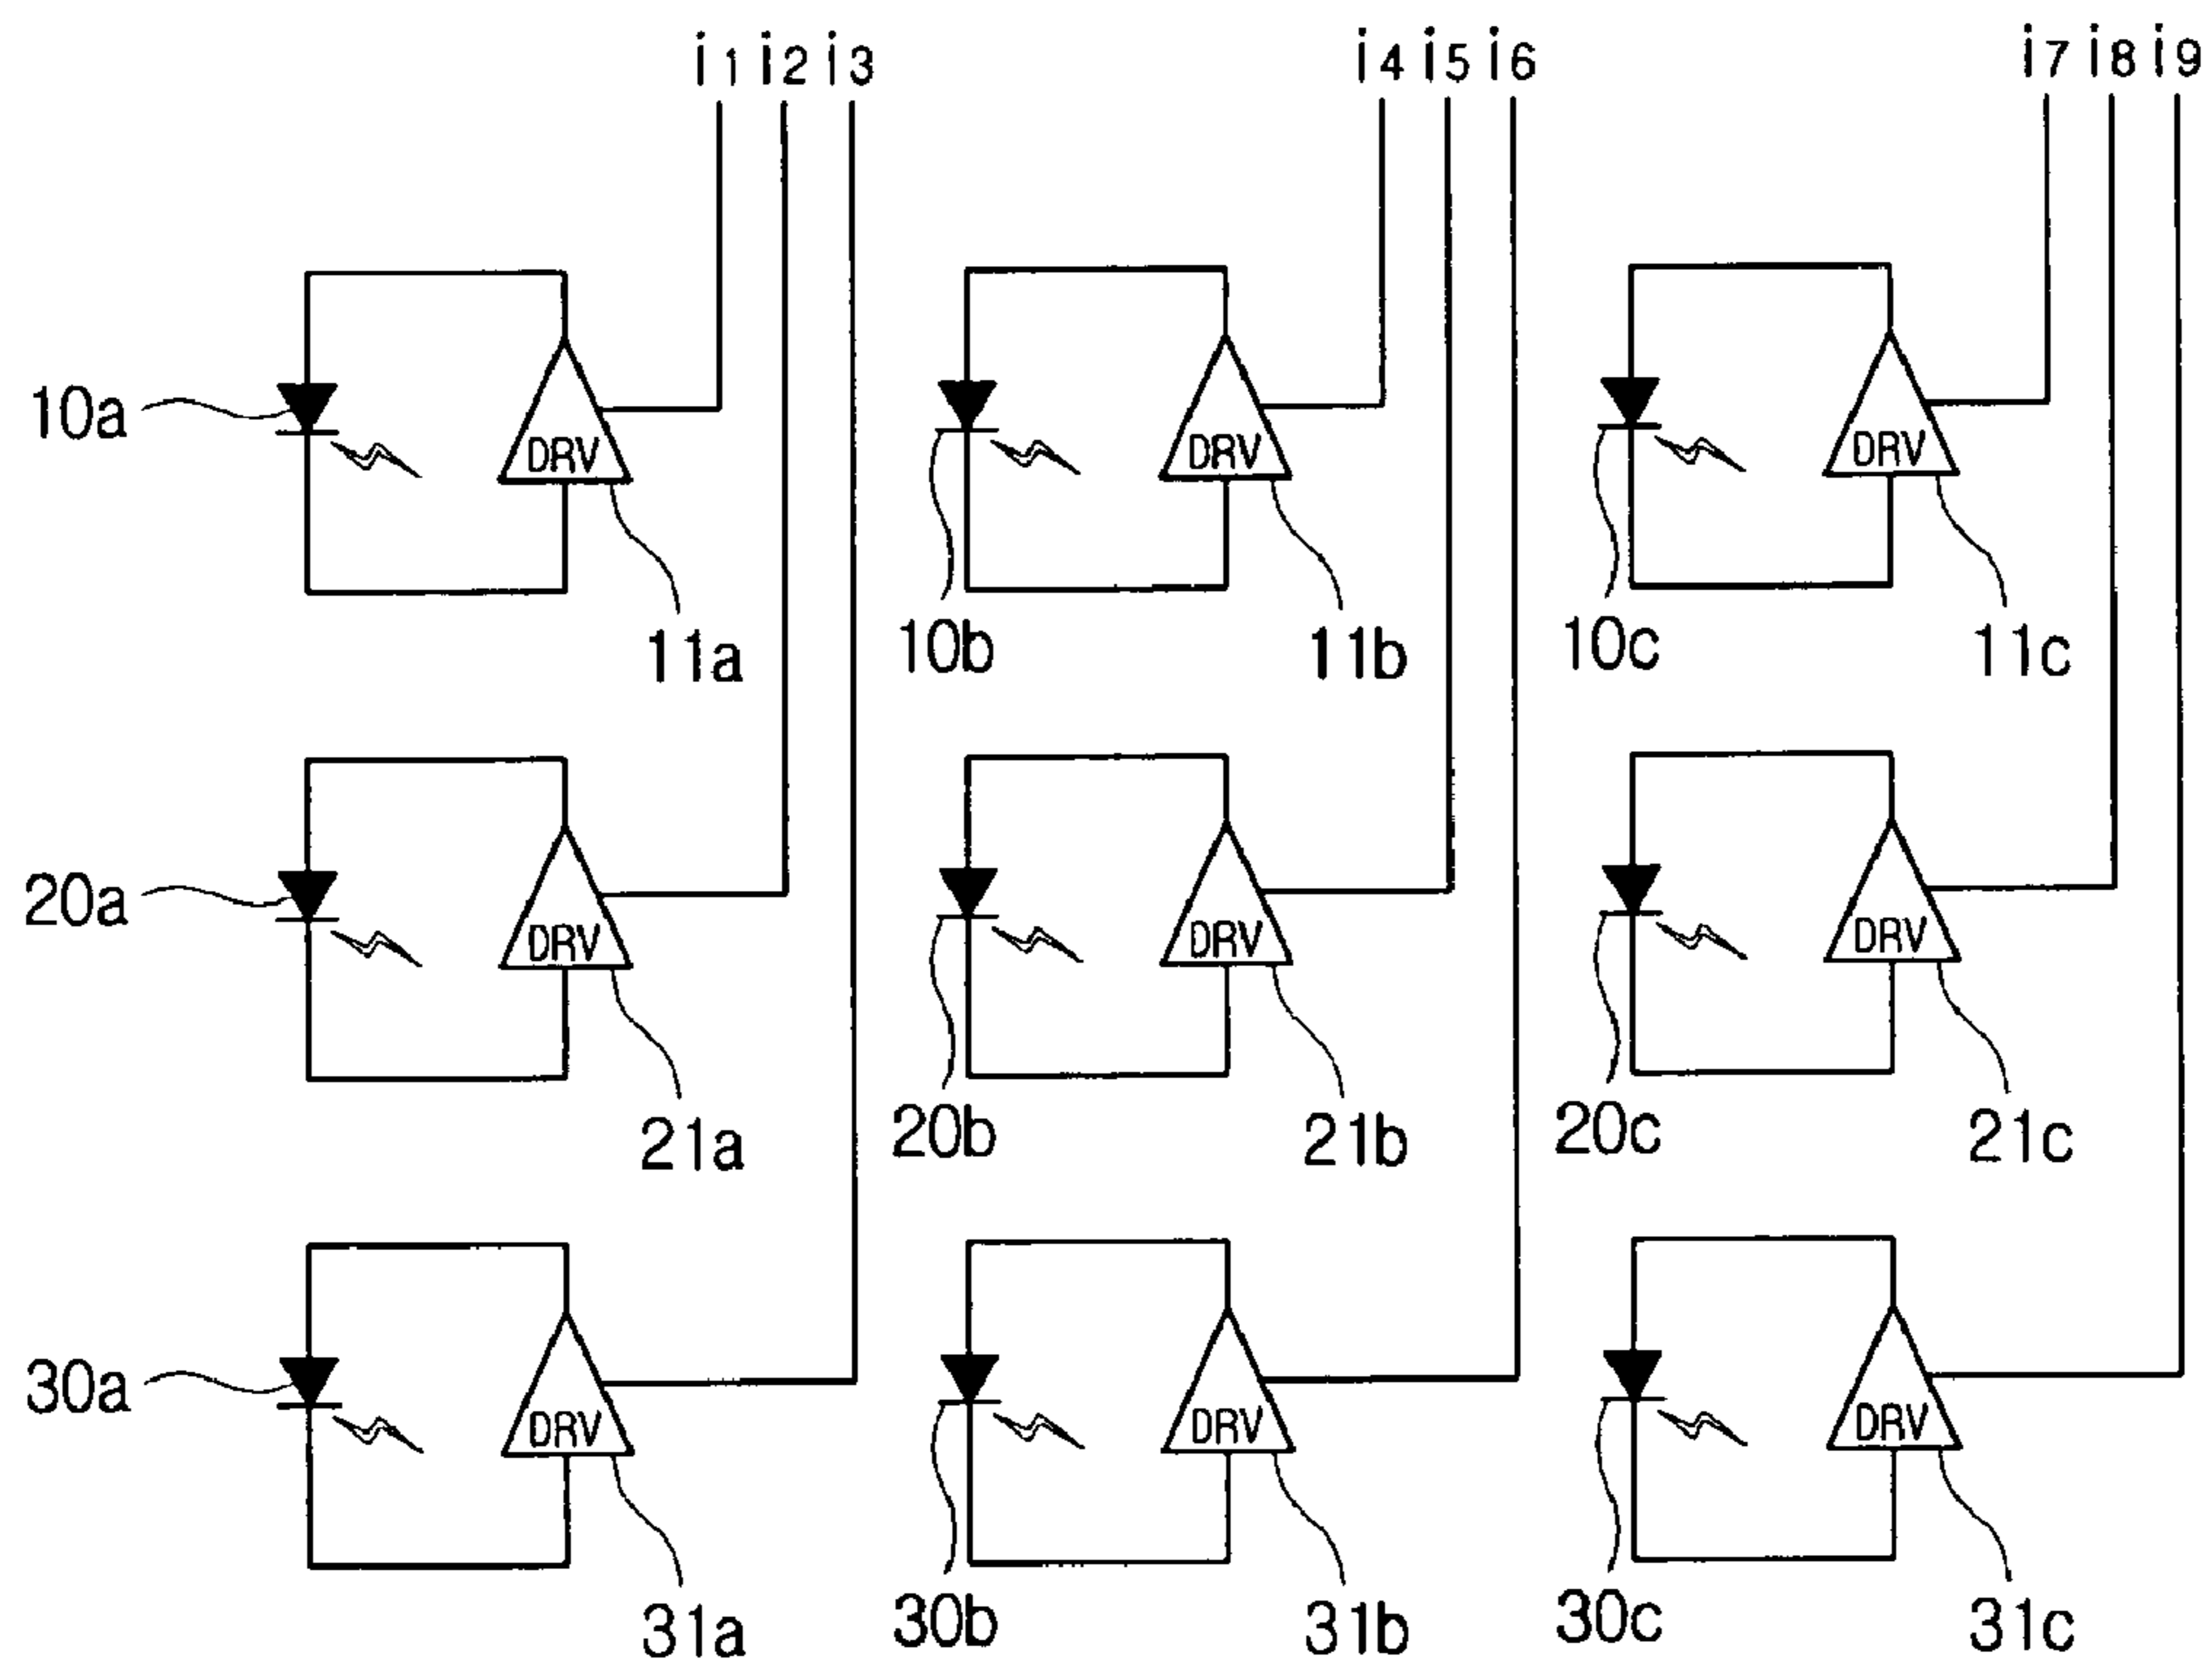 i1 i2 i3 i4 i5 i6 i7 i8 i9
10a DRV DRV DRV
11a 10b 11b 10c 11c
20a DRV DRV DRV
21a 20b 21b 20c 21c
30a DRV DRV DRV
31a 30b 31b 30c 31c